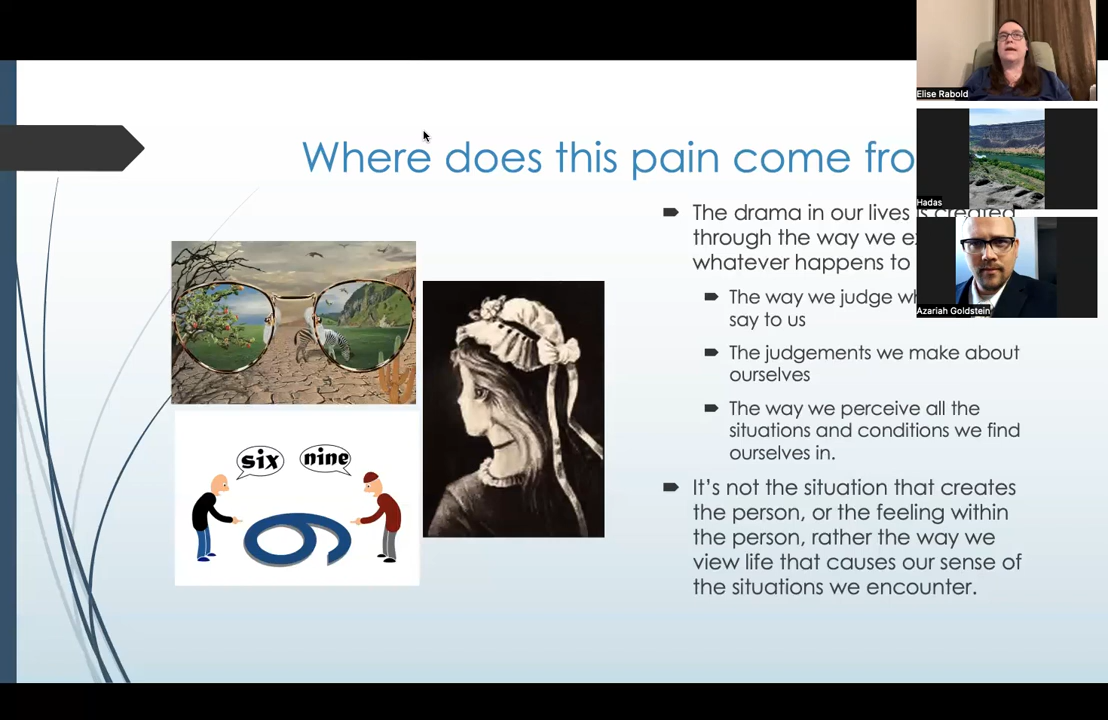 Where does this pain come fro
Elise Rabold
Hadas
Azariah Goldstein
The drama in our lives is created
through the way we ex
whatever happens to
The way we judge wh
say to us
The judgements we make about
ourselves
The way we perceive all the
situations and conditions we find
ourselves in.
It's not the situation that creates
the person, or the feeling within
the person, rather the way we
view life that causes our sense of
the situations we encounter.
six
nine